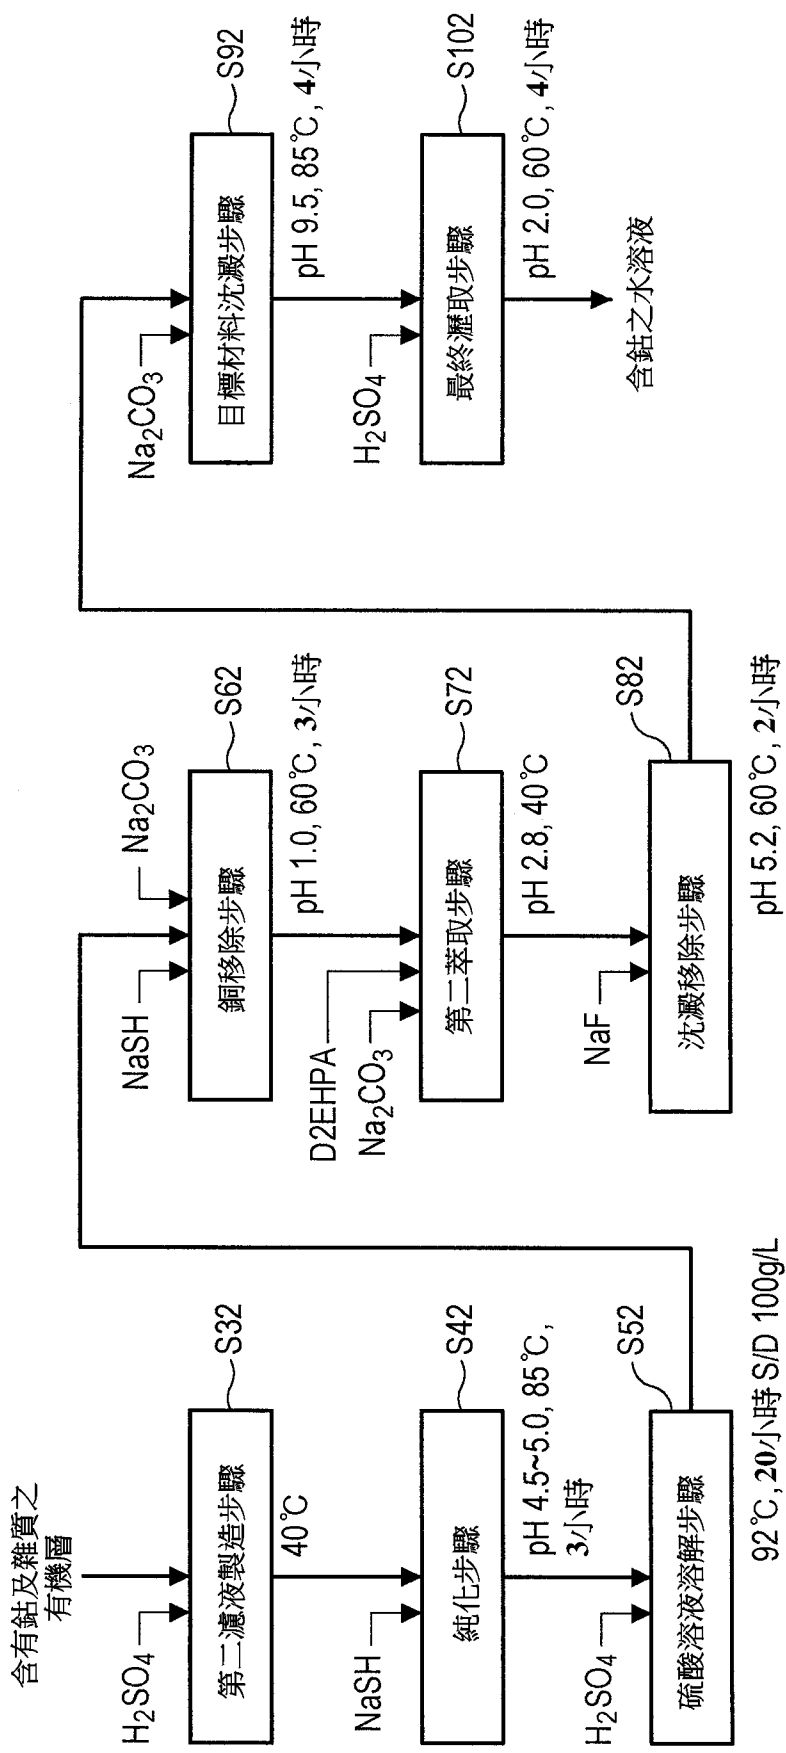 含有鈷及雜質之
有機層
H2SO4
第二濾液製造步驟
S32
40℃
NaSH
純化步驟
S42
pH 4.5~5.0, 85℃,
3小時
H2SO4
硫酸溶液溶解步驟
S52
92℃, 20小時 S/D 100g/L
NaSH
Na2CO3
銅移除步驟
S62
pH 1.0, 60℃, 3小時
D2EHPA
Na2CO3
第二萃取步驟
S72
pH 2.8, 40℃
NaF
沈澱移除步驟
S82
pH 5.2, 60℃, 2小時
Na2CO3
目標材料沈澱步驟
S92
pH 9.5, 85℃, 4小時
H2SO4
最終瀝取步驟
S102
pH 2.0, 60℃, 4小時
含鈷之水溶液